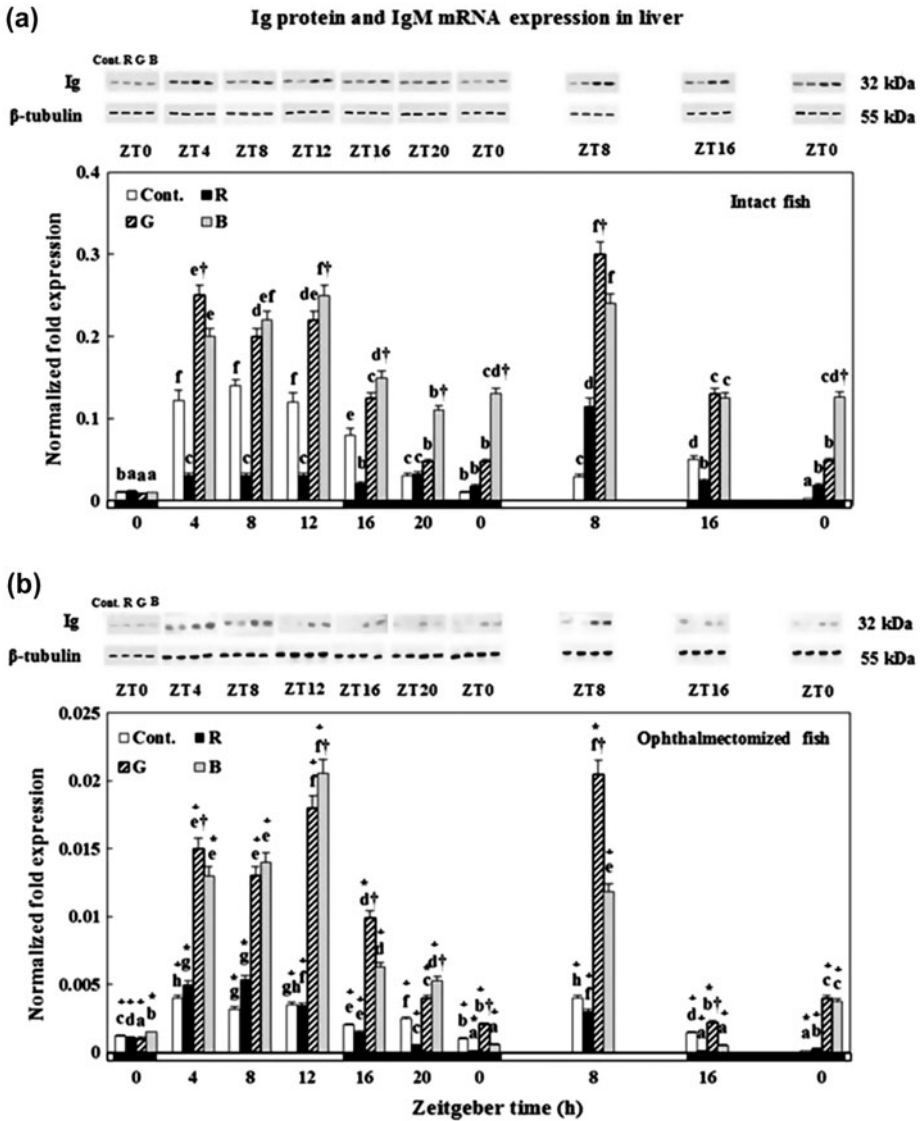 (a) Ig protein and IgM mRNA expression in liver
Cont. R G B
Ig 32 kDa
β-tubulin 55 kDa
ZT0 ZT4 ZT8 ZT12 ZT16 ZT20 ZT0 ZT8 ZT16 ZT0
0.4
Cont. R Intact fish
G B
0.3
0.2
0.1
0
Normalized fold expression
b a a a
f c e† e
f c d ef
f c de f†
e b c d†
c c b b†
b b b cd†
c d f† f
d b c c
a b b cd†
0 4 8 12 16 20 0 8 16 0
(b)
Cont. R G B
Ig 32 kDa
β-tubulin 55 kDa
ZT0 ZT4 ZT8 ZT12 ZT16 ZT20 ZT0 ZT8 ZT16 ZT0
0.025
Cont. R Ophthalmectomized fish
G B
0.02
0.015
0.01
0.005
0
Normalized fold expression
c d a b
h g e† e
g g e e
gh f f f†
e e d† d
f c c d†
b a b† a
h f f† e
d a b† a
a b c c
0 4 8 12 16 20 0 8 16 0
Zeitgeber time (h)